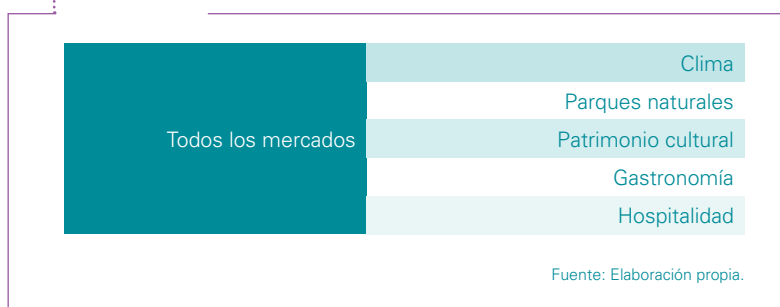 Clima
Parques naturales
Todos los mercados
Patrimonio cultural
Gastronomía
Hospitalidad
Fuente: Elaboración propia.